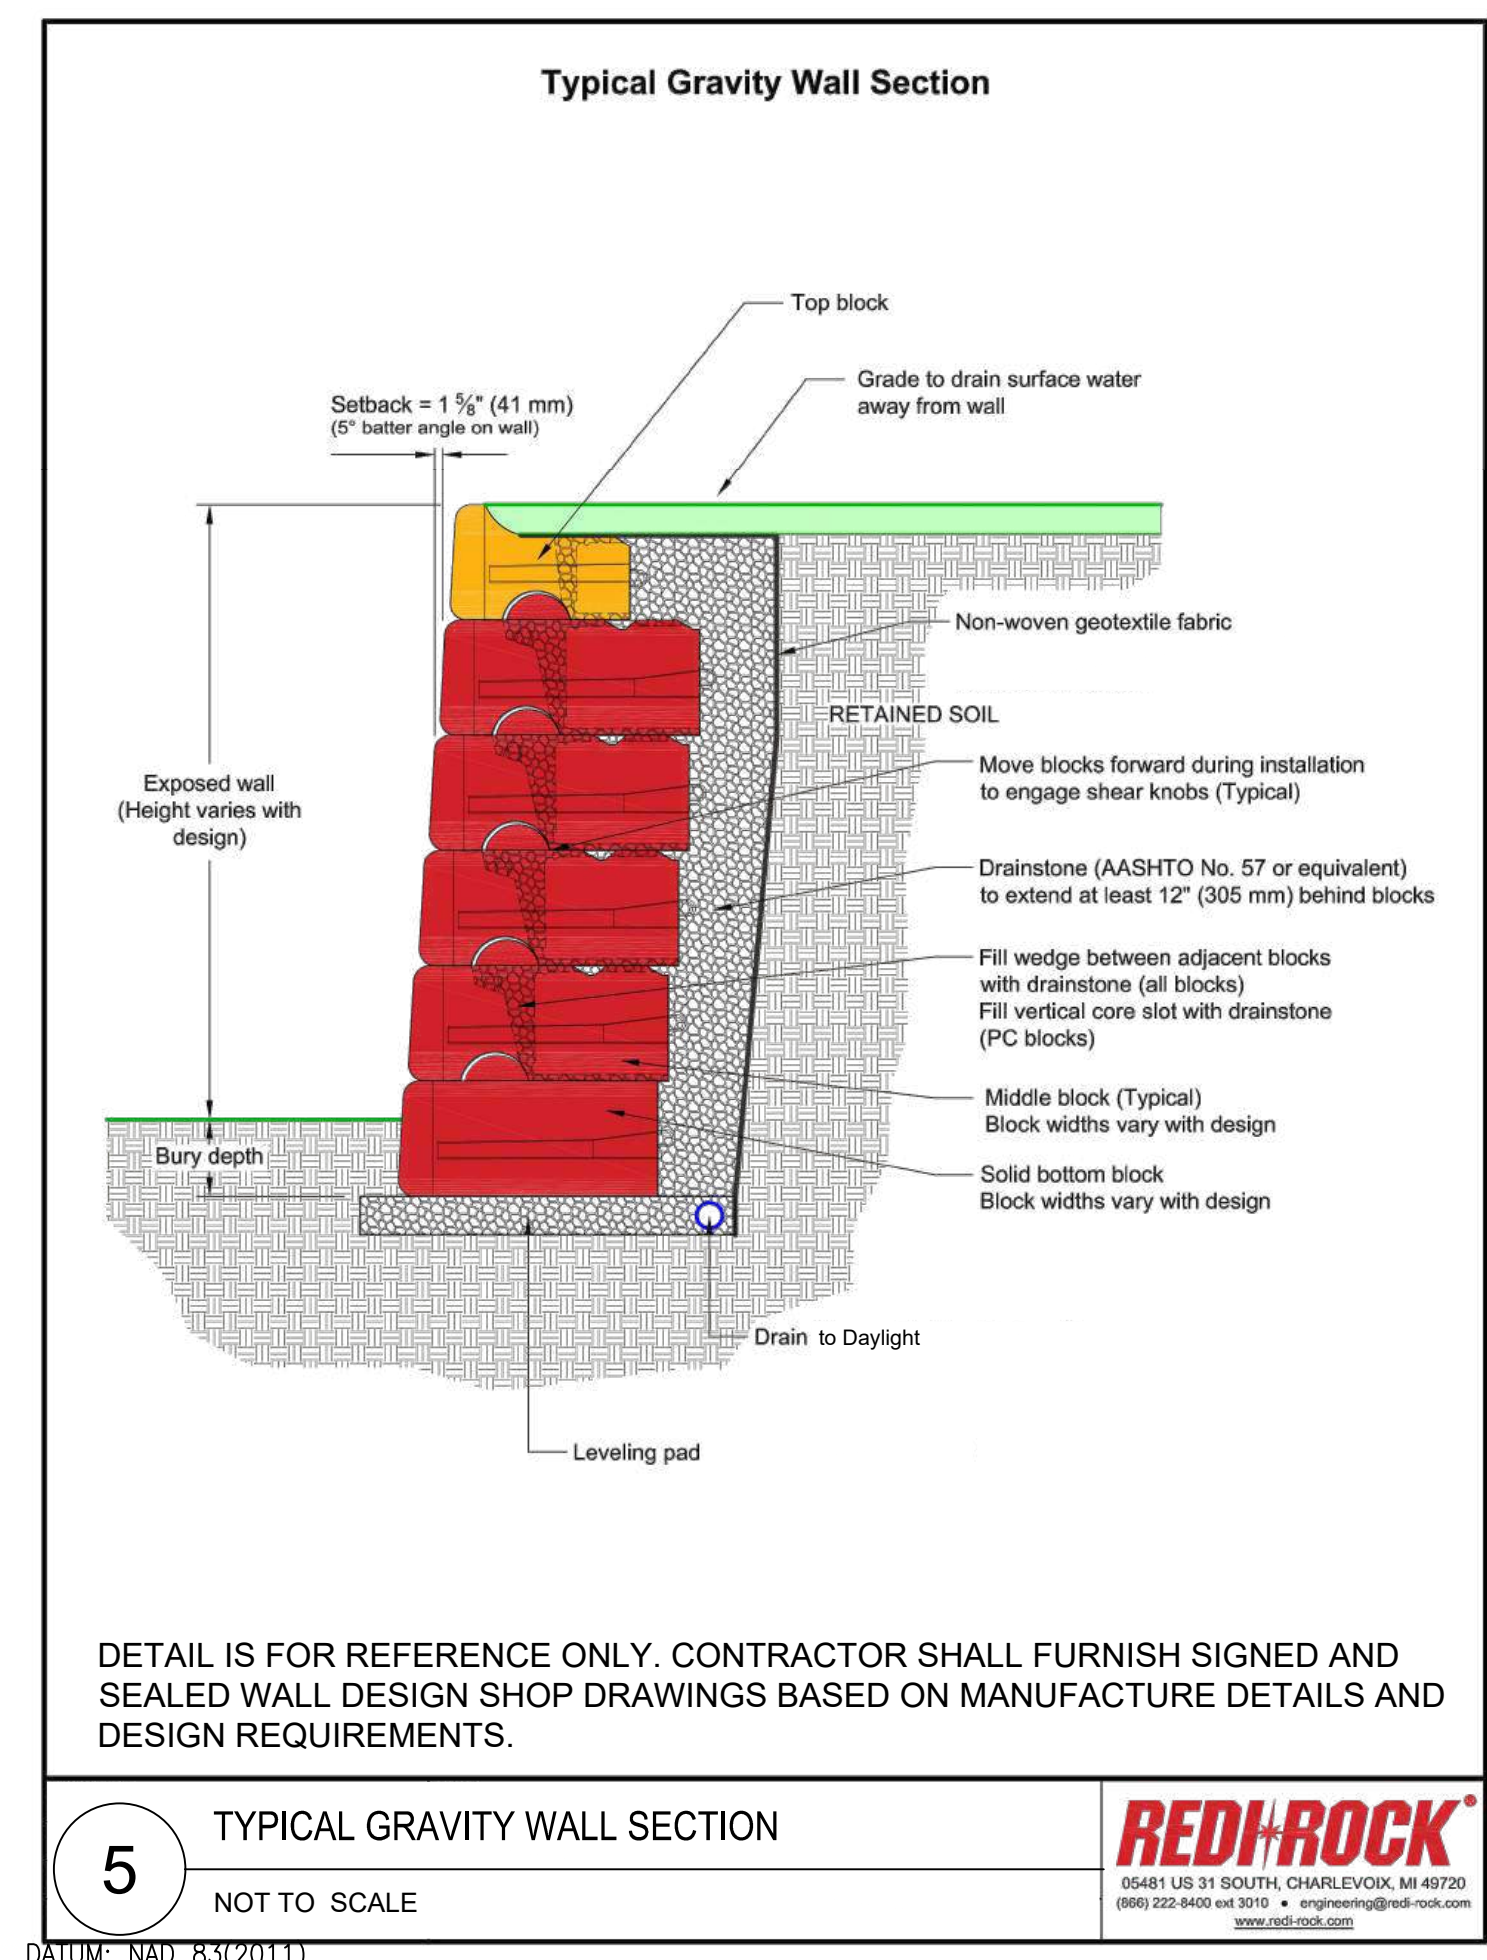 Typical Gravity Wall Section
Top block
Grade to drain surface water
away from wall
Setback = 1 ⅝" (41 mm)
(5° batter angle on wall)
Non-woven geotextile fabric
RETAINED SOIL
Move blocks forward during installation
to engage shear knobs (Typical)
Exposed wall
(Height varies with
design)
Drainstone (AASHTO No. 57 or equivalent)
to extend at least 12" (305 mm) behind blocks
Fill wedge between adjacent blocks
with drainstone (all blocks)
Fill vertical core slot with drainstone
(PC blocks)
Middle block (Typical)
Block widths vary with design
Bury depth
Solid bottom block
Block widths vary with design
Drain to Daylight
Leveling pad
DETAIL IS FOR REFERENCE ONLY. CONTRACTOR SHALL FURNISH SIGNED AND
SEALED WALL DESIGN SHOP DRAWINGS BASED ON MANUFACTURE DETAILS AND
DESIGN REQUIREMENTS.
5
TYPICAL GRAVITY WALL SECTION
NOT TO SCALE
REDI ROCK®
05481 US 31 SOUTH, CHARLEVOIX, MI 49720
(866) 222-8400 ext 3010 • engineering@redi-rock.com
www.redi-rock.com
DATUM: NAD 83(2011)